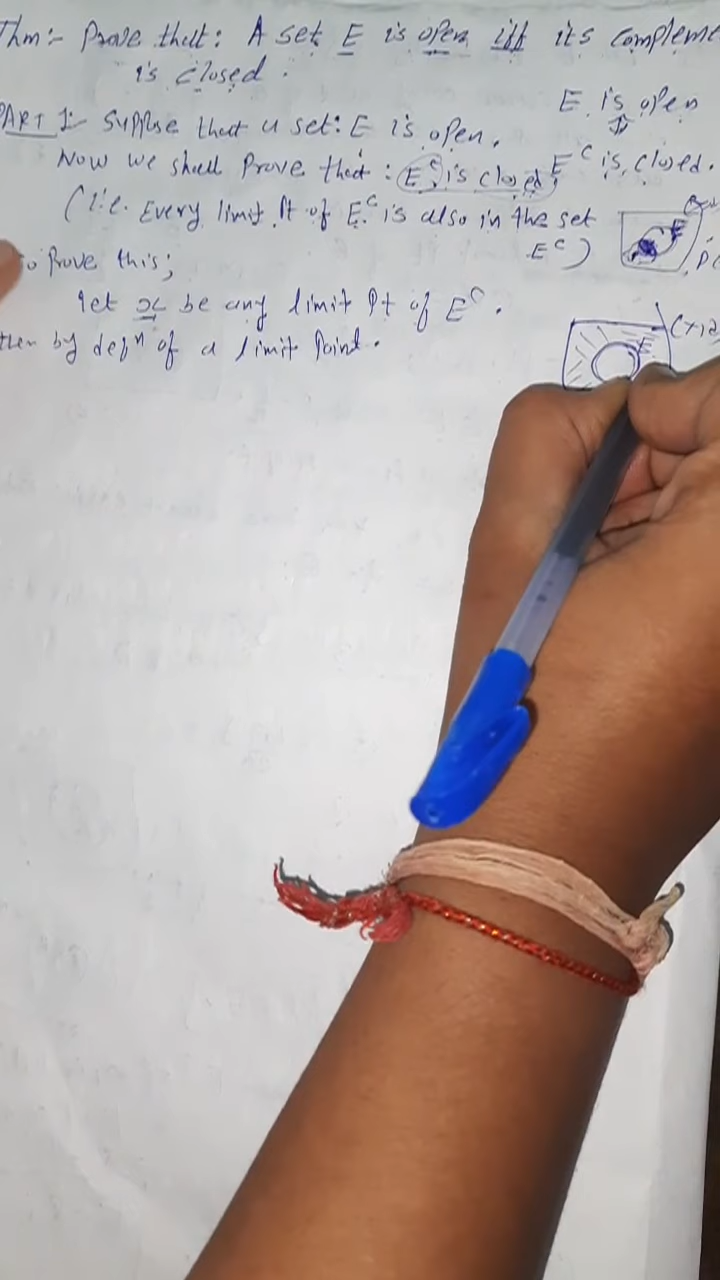 Thm:- Prove that: A set E is open iff its Compleme
is closed.
E is open
⇕
E^c is closed.
PART 1:- Suppose that a set: E is open.
Now we shall Prove that: E^c is closed,
(i.e. Every limit Pt of E^c is also in the set
E^c)
To Prove this;
let x be any limit Pt of E^c.
then by defn of a limit Point.
E
E